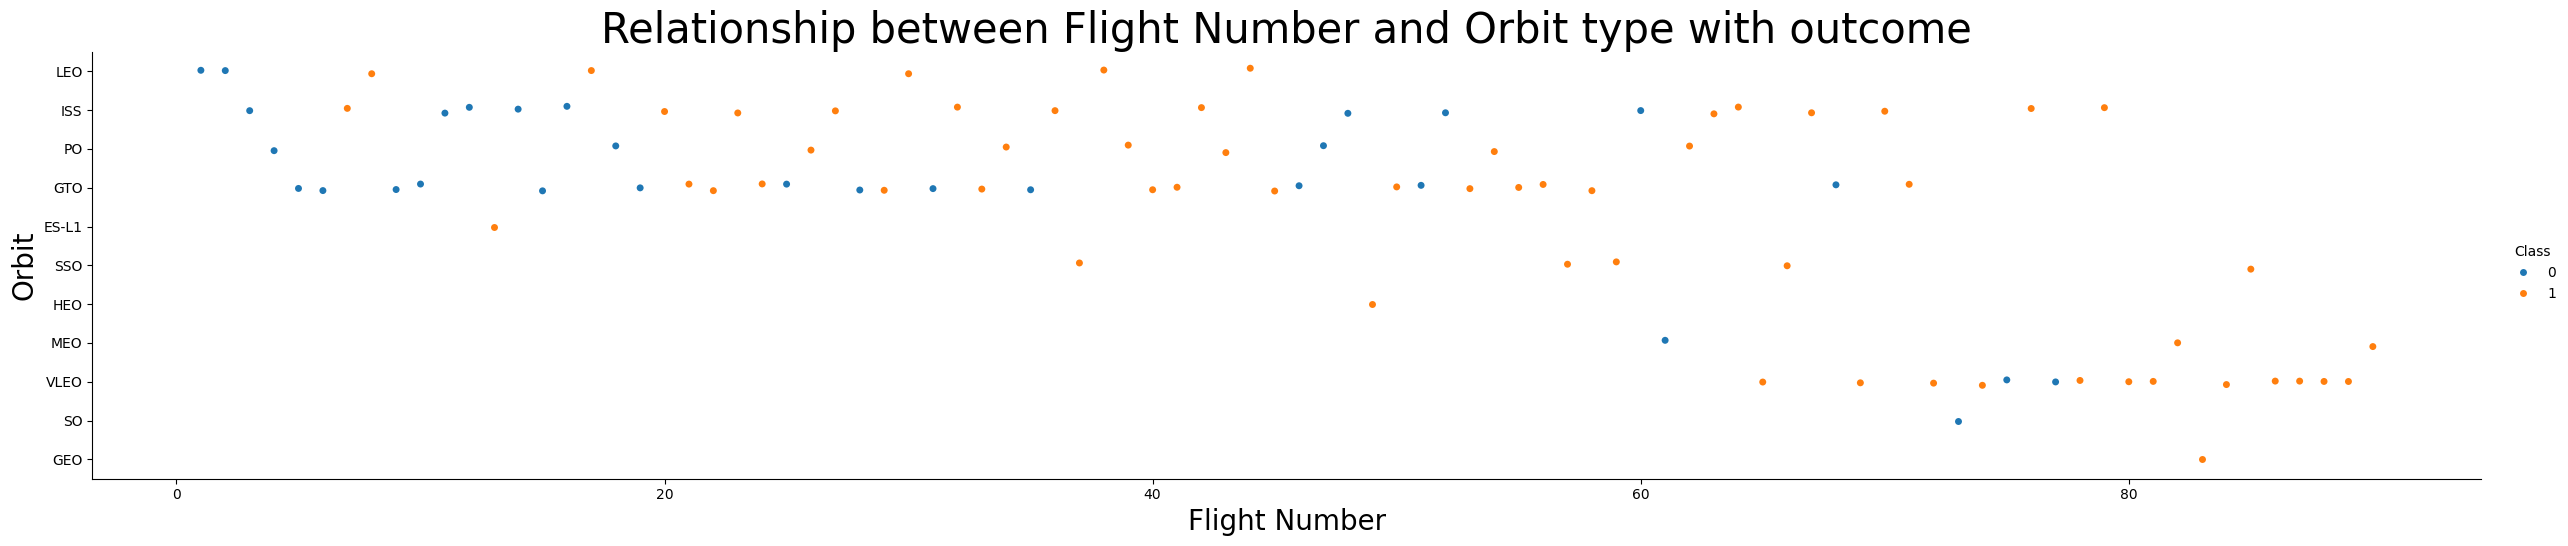 Relationship between Flight Number and Orbit type with outcome
Orbit
LEO
ISS
PO
GTO
ES-L1
SSO
HEO
MEO
VLEO
SO
GEO
0
20
40
60
80
Flight Number
Class
0
1